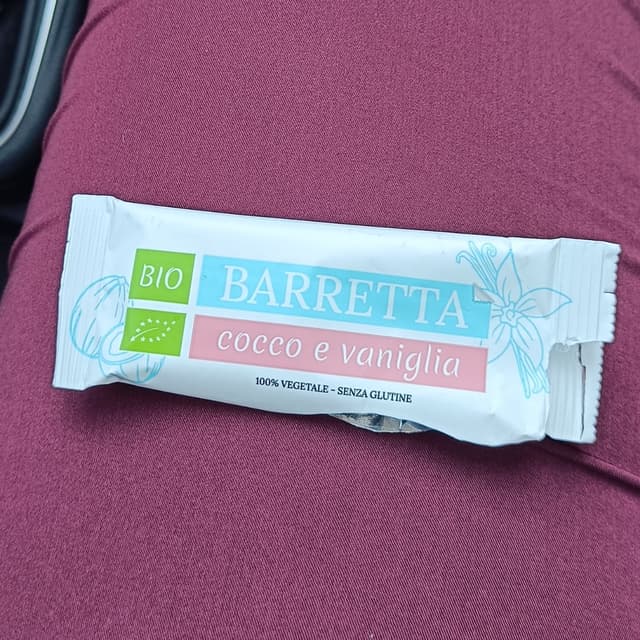 BIO
BARRETTA
cocco e vaniglia
100% VEGETALE - SENZA GLUTINE